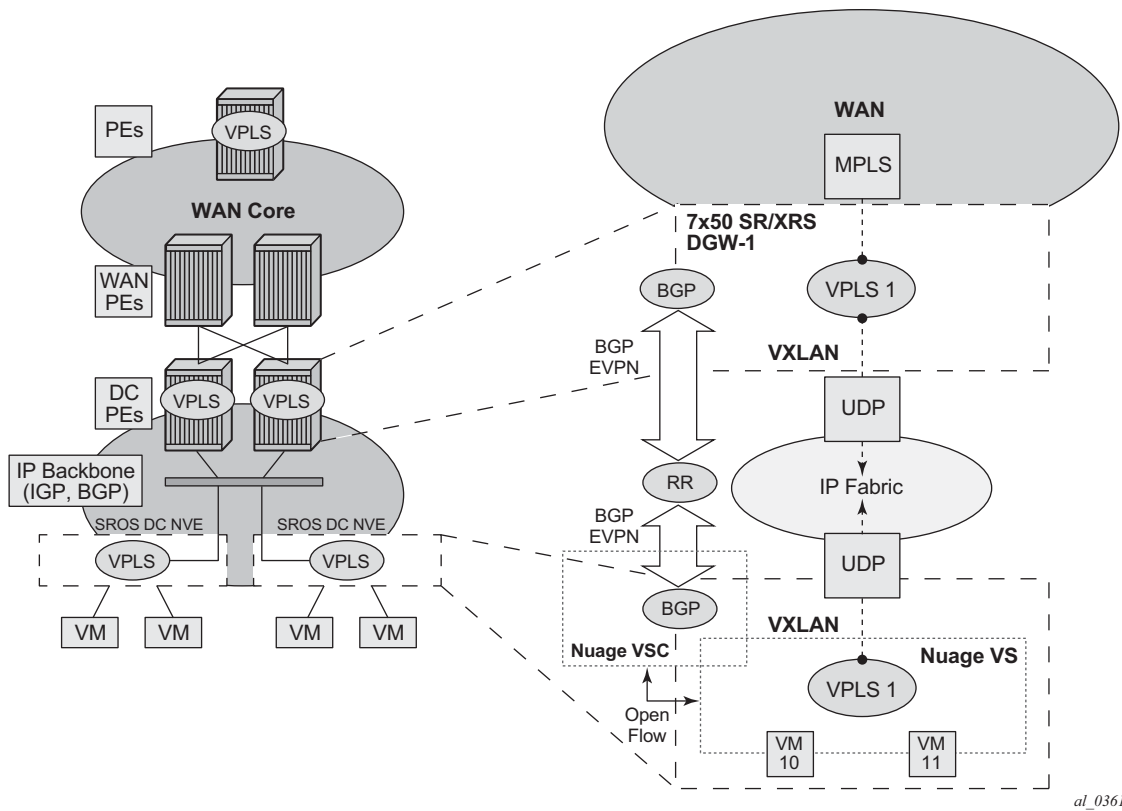 PEs
VPLS
WAN Core
WAN
PEs
DC
PEs
VPLS
VPLS
IP Backbone
(IGP, BGP)
SROS DC NVE
SROS DC NVE
VPLS
VPLS
VM
VM
VM
VM
WAN
MPLS
7x50 SR/XRS
DGW-1
BGP
VPLS 1
BGP
EVPN
VXLAN
UDP
RR
IP Fabric
BGP
EVPN
UDP
BGP
VXLAN
Nuage VSC
Nuage VS
VPLS 1
Open
Flow
VM
10
VM
11
al_0361